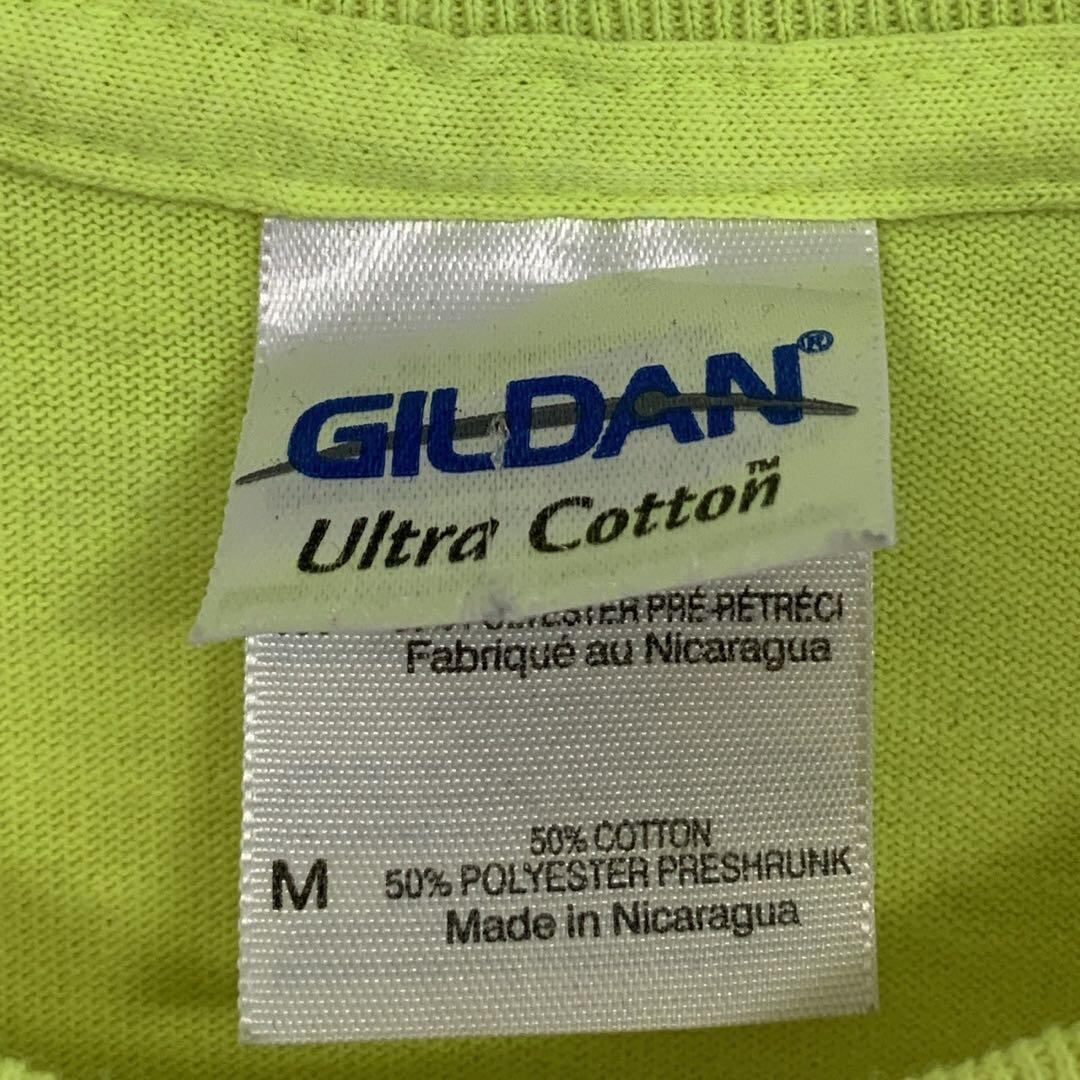 GILDAN®
Ultra Cotton™
POLYESTER PRÉ-RÉTRÉCI
Fabriqué au Nicaragua
50% COTTON
M 50% POLYESTER PRESHRUNK
Made in Nicaragua